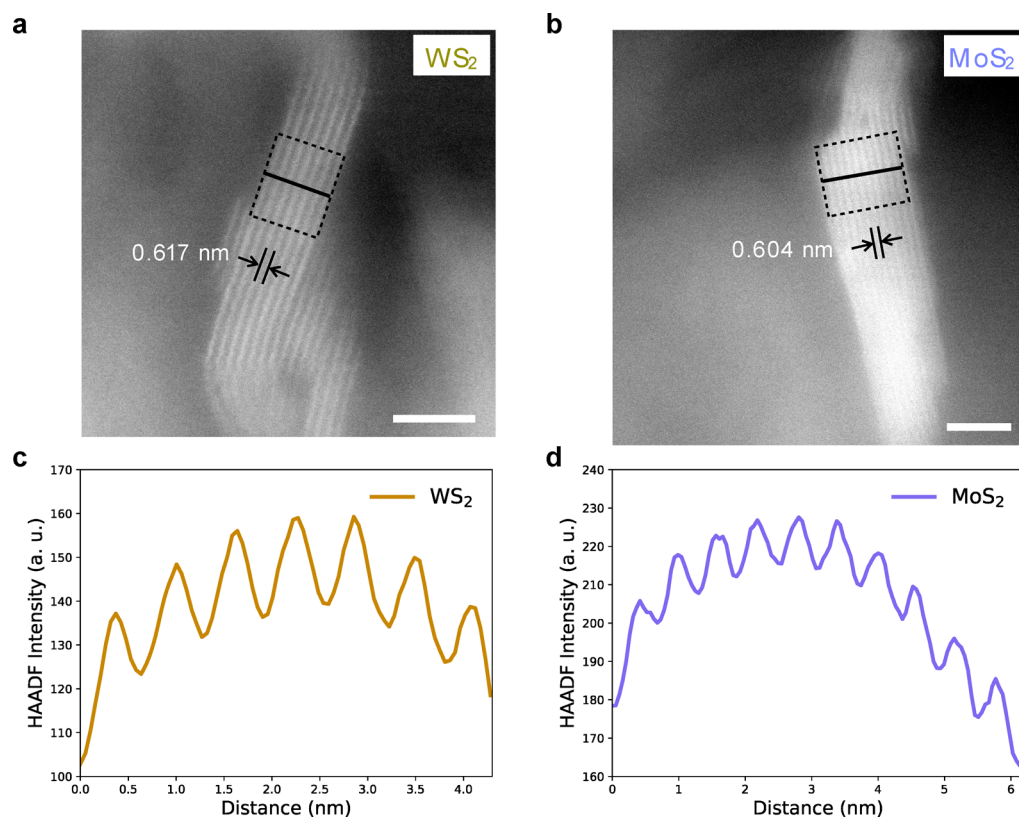 a
WS₂
0.617 nm
b
MoS₂
0.604 nm
c
170
160
150
140
130
120
110
100
HAADF Intensity (a. u.)
WS₂
0.0 0.5 1.0 1.5 2.0 2.5 3.0 3.5 4.0
Distance (nm)
d
240
230
220
210
200
190
180
170
160
HAADF Intensity (a. u.)
MoS₂
0 1 2 3 4 5 6
Distance (nm)